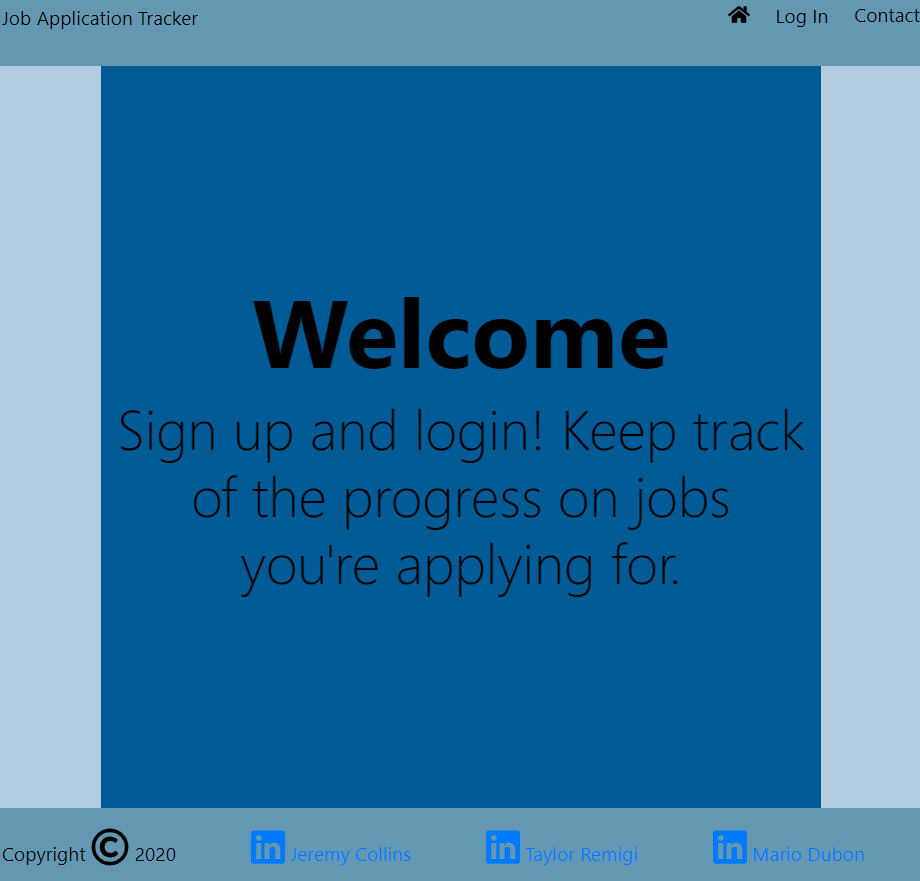 Job Application Tracker
Log In
Contact
Welcome
Sign up and login! Keep track
of the progress on jobs
you're applying for.
Copyright © 2020
in Jeremy Collins
in Taylor Remigi
in Mario Dubon